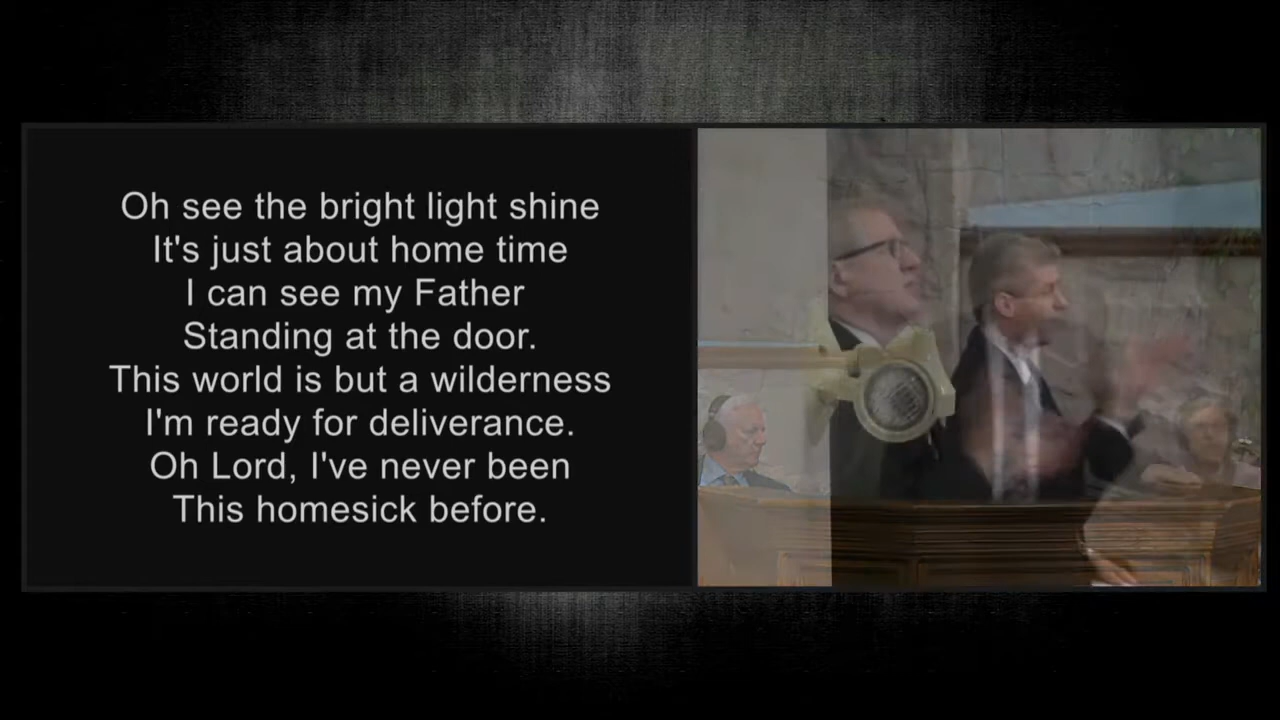 Oh see the bright light shine
It's just about home time
I can see my Father
Standing at the door.
This world is but a wilderness
I'm ready for deliverance.
Oh Lord, I've never been
This homesick before.